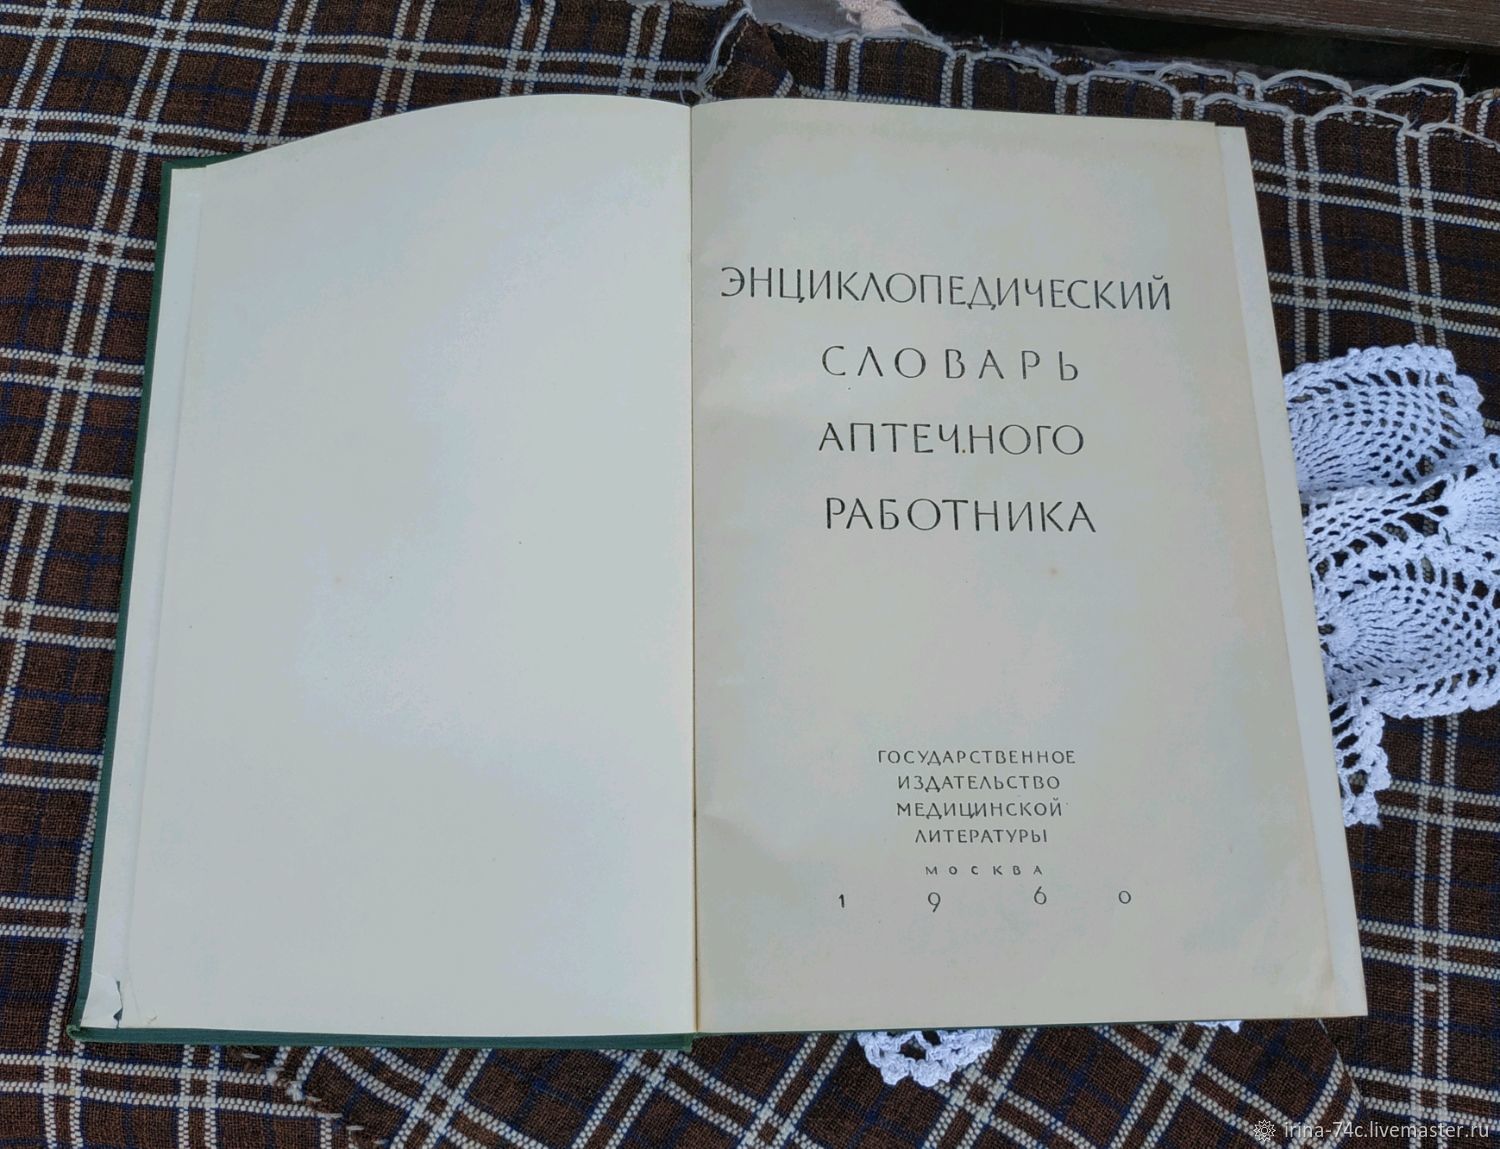 ЭНЦИКЛОПЕДИЧЕСКИЙ
СЛОВАРЬ
АПТЕЧНОГО
РАБОТНИКА
ГОСУДАРСТВЕННОЕ
ИЗДАТЕЛЬСТВО
МЕДИЦИНСКОЙ
ЛИТЕРАТУРЫ
МОСКВА
1960
irina-74c.livemaster.ru